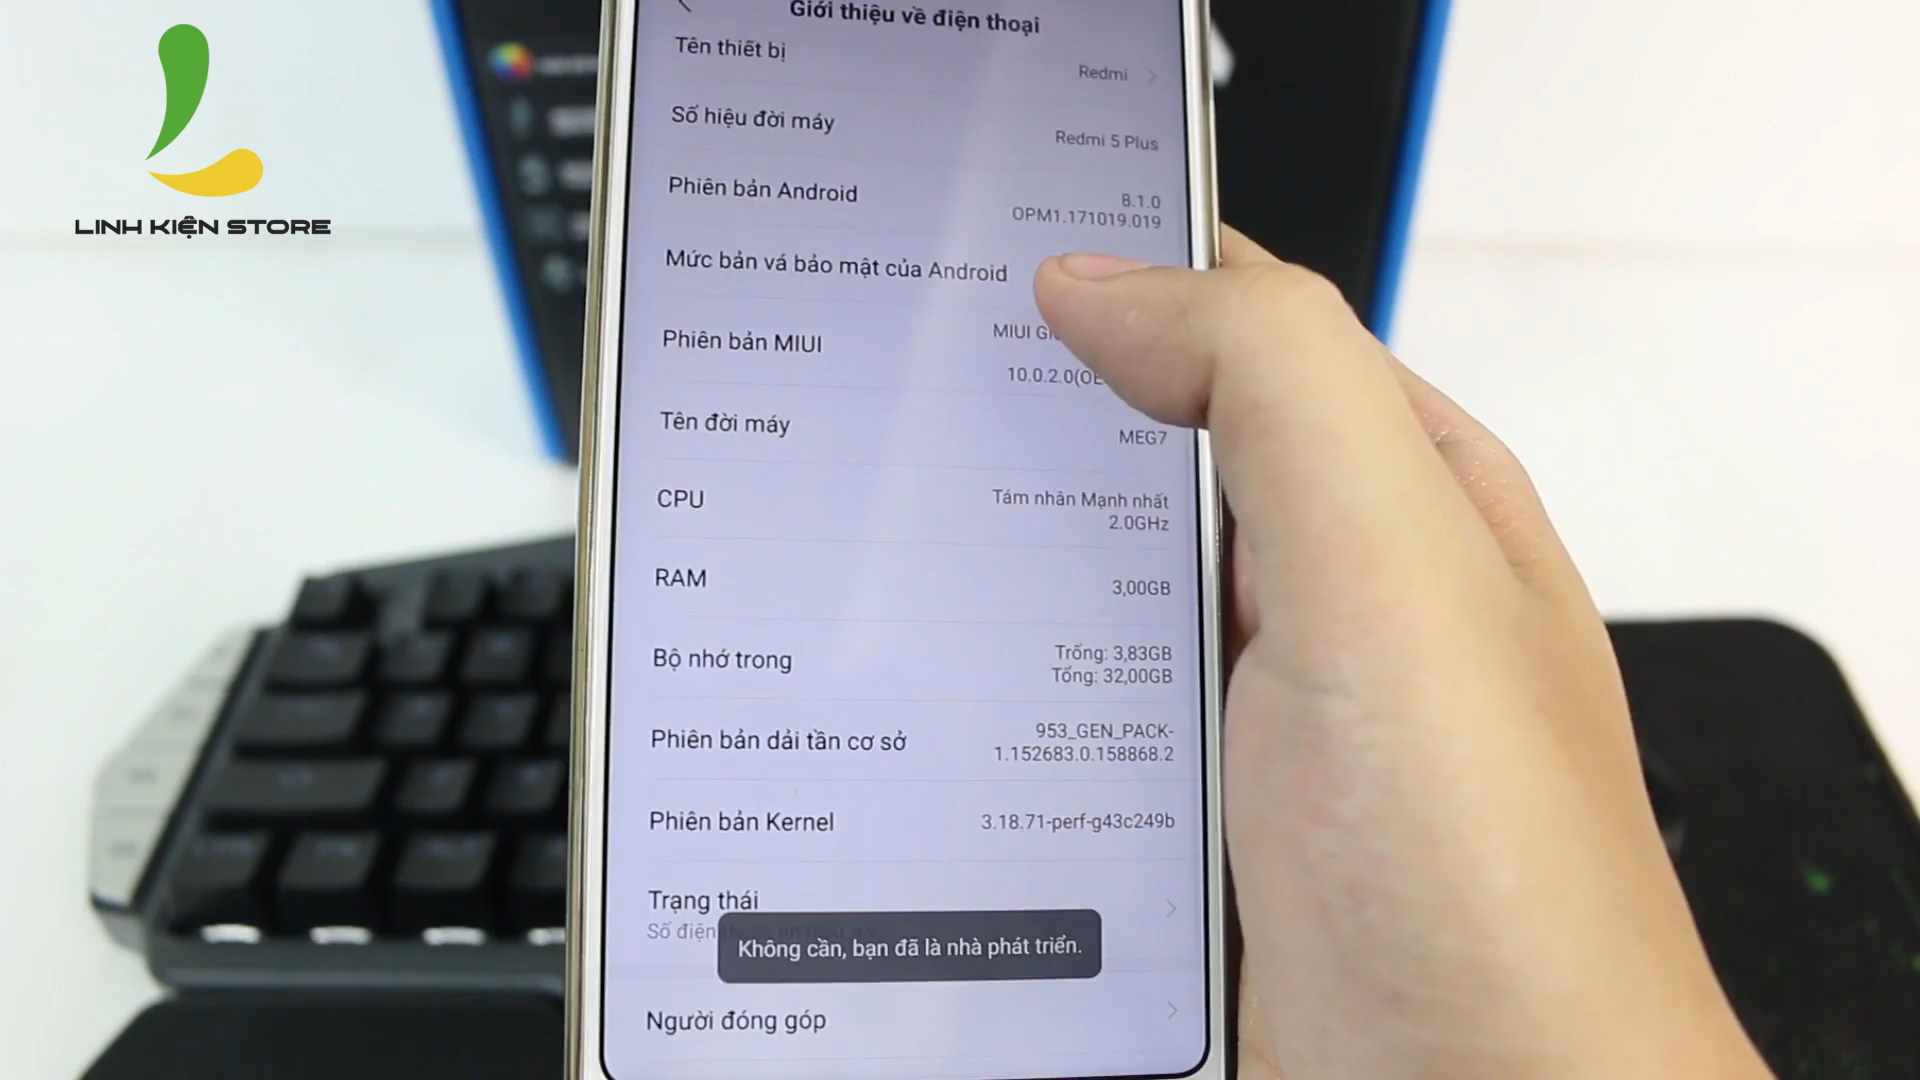 LINH KIỆN STORE
Giới thiệu về điện thoại
Tên thiết bị
Redmi
Số hiệu đời máy
Redmi 5 Plus
Phiên bản Android
8.1.0
OPM1.171019.019
Mức bản vá bảo mật của Android
Phiên bản MIUI
MIUI
10.0.2.0(OE
Tên đời máy
MEG7
CPU
Tám nhân Mạnh nhất
2.0GHz
RAM
3,00GB
Bộ nhớ trong
Trống: 3,83GB
Tổng: 32,00GB
Phiên bản dải tần cơ sở
953_GEN_PACK-
1.152683.0.158868.2
Phiên bản Kernel
3.18.71-perf-g43c249b
Trạng thái
Số điện
Không cần, bạn đã là nhà phát triển.
Người đóng góp